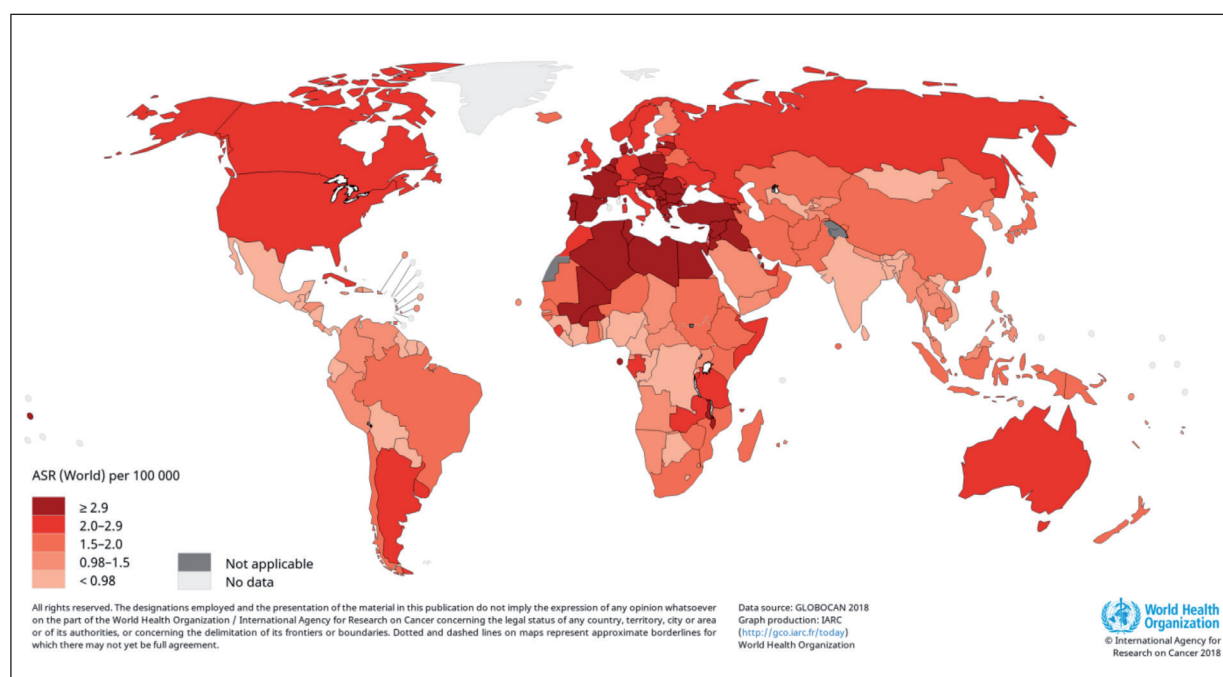 ASR (World) per 100 000
≥ 2.9
2.0–2.9
1.5–2.0
0.98–1.5
< 0.98
Not applicable
No data
All rights reserved. The designations employed and the presentation of the material in this publication do not imply the expression of any opinion whatsoever
on the part of the World Health Organization / International Agency for Research on Cancer concerning the legal status of any country, territory, city or area
or of its authorities, or concerning the delimitation of its frontiers or boundaries. Dotted and dashed lines on maps represent approximate borderlines for
which there may not yet be full agreement.
Data source: GLOBOCAN 2018
Graph production: IARC
(http://gco.iarc.fr/today)
World Health Organization
World Health
Organization
© International Agency for
Research on Cancer 2018